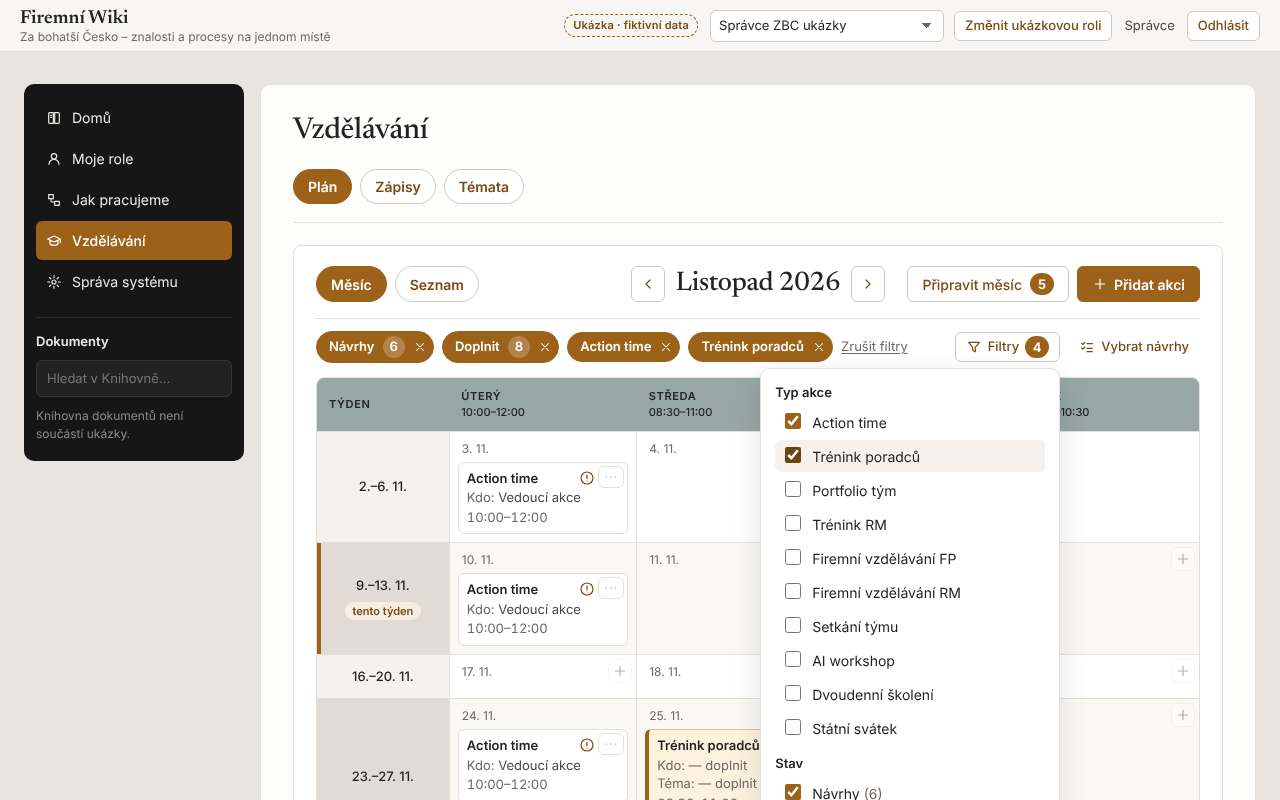 Firemní Wiki
Za bohatší Česko – znalosti a procesy na jednom místě
Ukázka · fiktivní data
Správce ZBC ukázky
Změnit ukázkovou roli
Správce
Odhlásit
Domů
Moje role
Jak pracujeme
Vzdělávání
Správa systému
Dokumenty
Hledat v Knihovně...
Knihovna dokumentů není
součástí ukázky.
Vzdělávání
Plán
Zápisy
Témata
Měsíc
Seznam
Listopad 2026
Připravit měsíc 5
+ Přidat akci
Návrhy 6 ×
Doplnit 8 ×
Action time ×
Trénink poradců ×
Zrušit filtry
Filtry 4
Vybrat návrhy
TÝDEN
ÚTERÝ
10:00–12:00
STŘEDA
08:30–11:00
10:30
2.–6. 11.
3. 11.
Action time
Kdo: Vedoucí akce
10:00–12:00
4. 11.
9.–13. 11.
tento týden
10. 11.
Action time
Kdo: Vedoucí akce
10:00–12:00
11. 11.
16.–20. 11.
17. 11.
18. 11.
23.–27. 11.
24. 11.
Action time
Kdo: Vedoucí akce
10:00–12:00
25. 11.
Trénink poradců
Kdo: — doplnit
Téma: — doplnit
Typ akce
Action time
Trénink poradců
Portfolio tým
Trénink RM
Firemní vzdělávání FP
Firemní vzdělávání RM
Setkání týmu
AI workshop
Dvoudenní školení
Státní svátek
Stav
Návrhy (6)